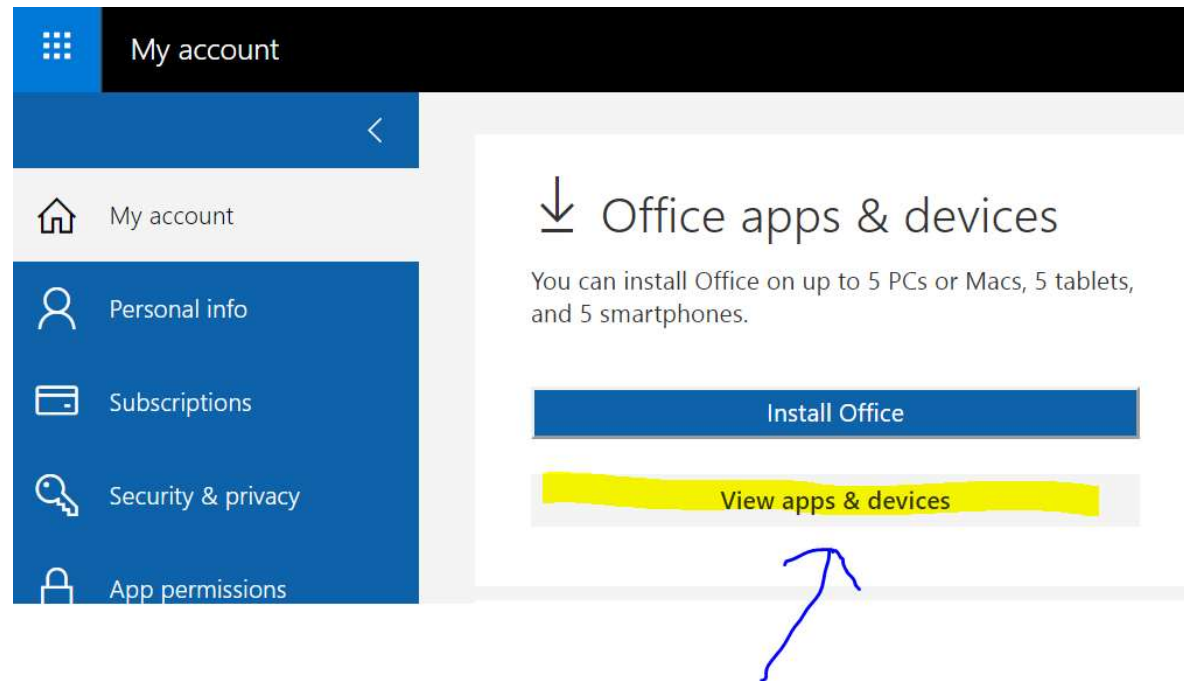 My account
My account
Personal info
Subscriptions
Security & privacy
App permissions
Office apps & devices
You can install Office on up to 5 PCs or Macs, 5 tablets,
and 5 smartphones.
Install Office
View apps & devices